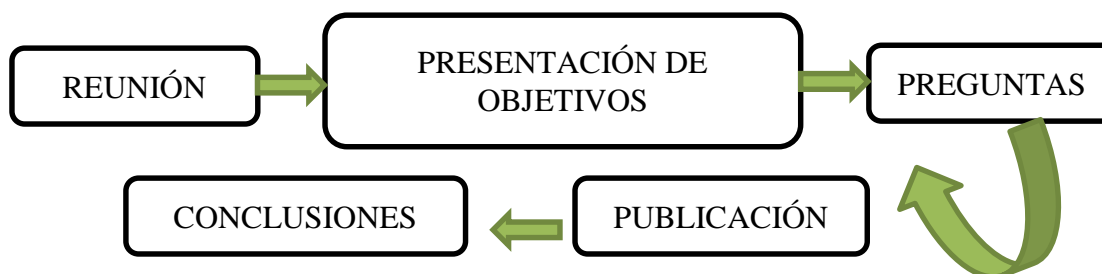 REUNIÓN
PRESENTACIÓN DE
OBJETIVOS
PREGUNTAS
PUBLICACIÓN
CONCLUSIONES